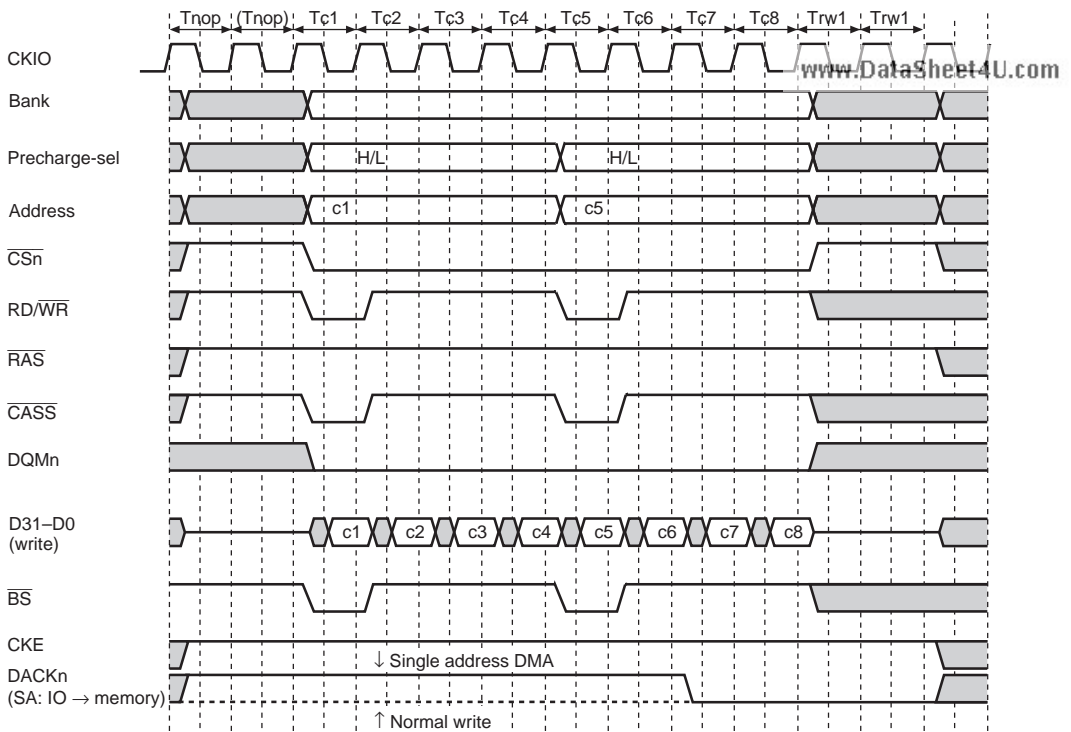 Tnop (Tnop) Tc1 Tc2 Tc3 Tc4 Tc5 Tc6 Tc7 Tc8 Trw1 Trw1
CKIO
www.DataSheet4U.com
Bank
Precharge-sel H/L H/L
Address c1 c5
CSn
RD/WR
RAS
CASS
DQMn
D31–D0
(write)
c1 c2 c3 c4 c5 c6 c7 c8
BS
CKE
↓ Single address DMA
DACKn
(SA: IO → memory)
↑ Normal write